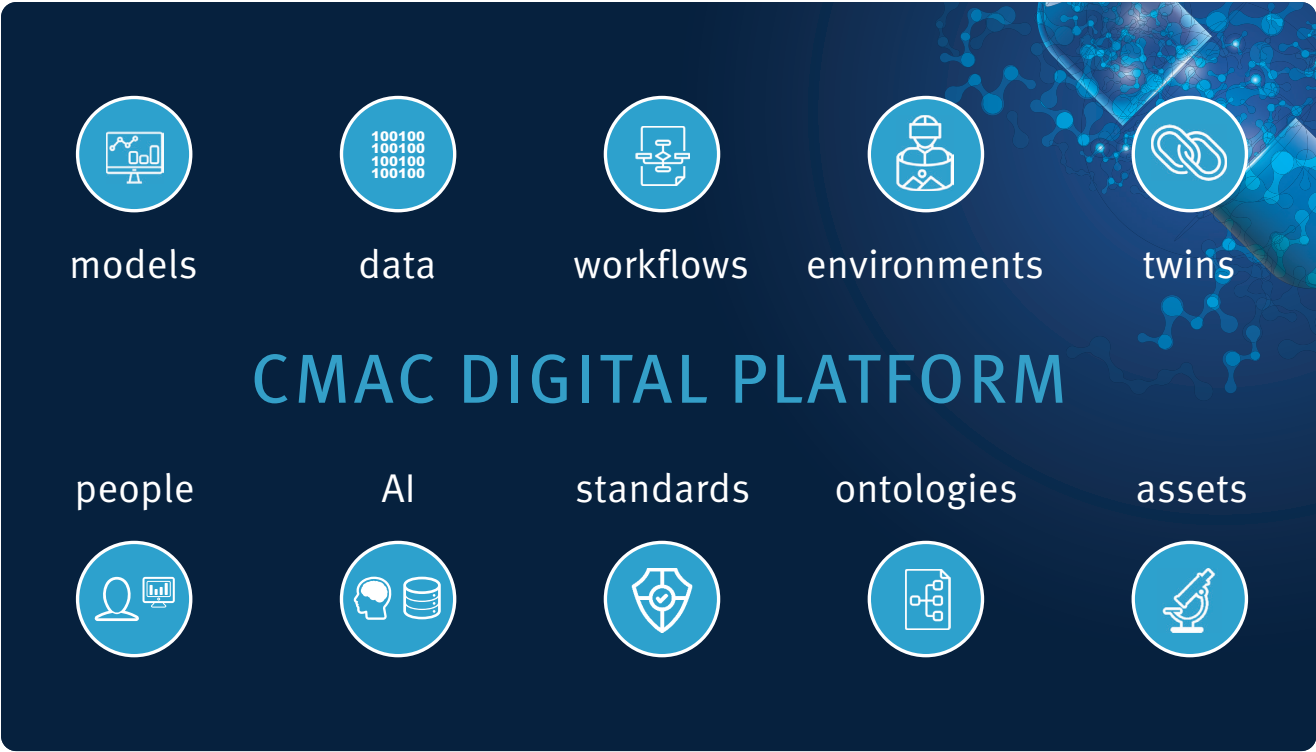 100100
100100
100100
100100
models data workflows environments twins
CMAC DIGITAL PLATFORM
people AI standards ontologies assets